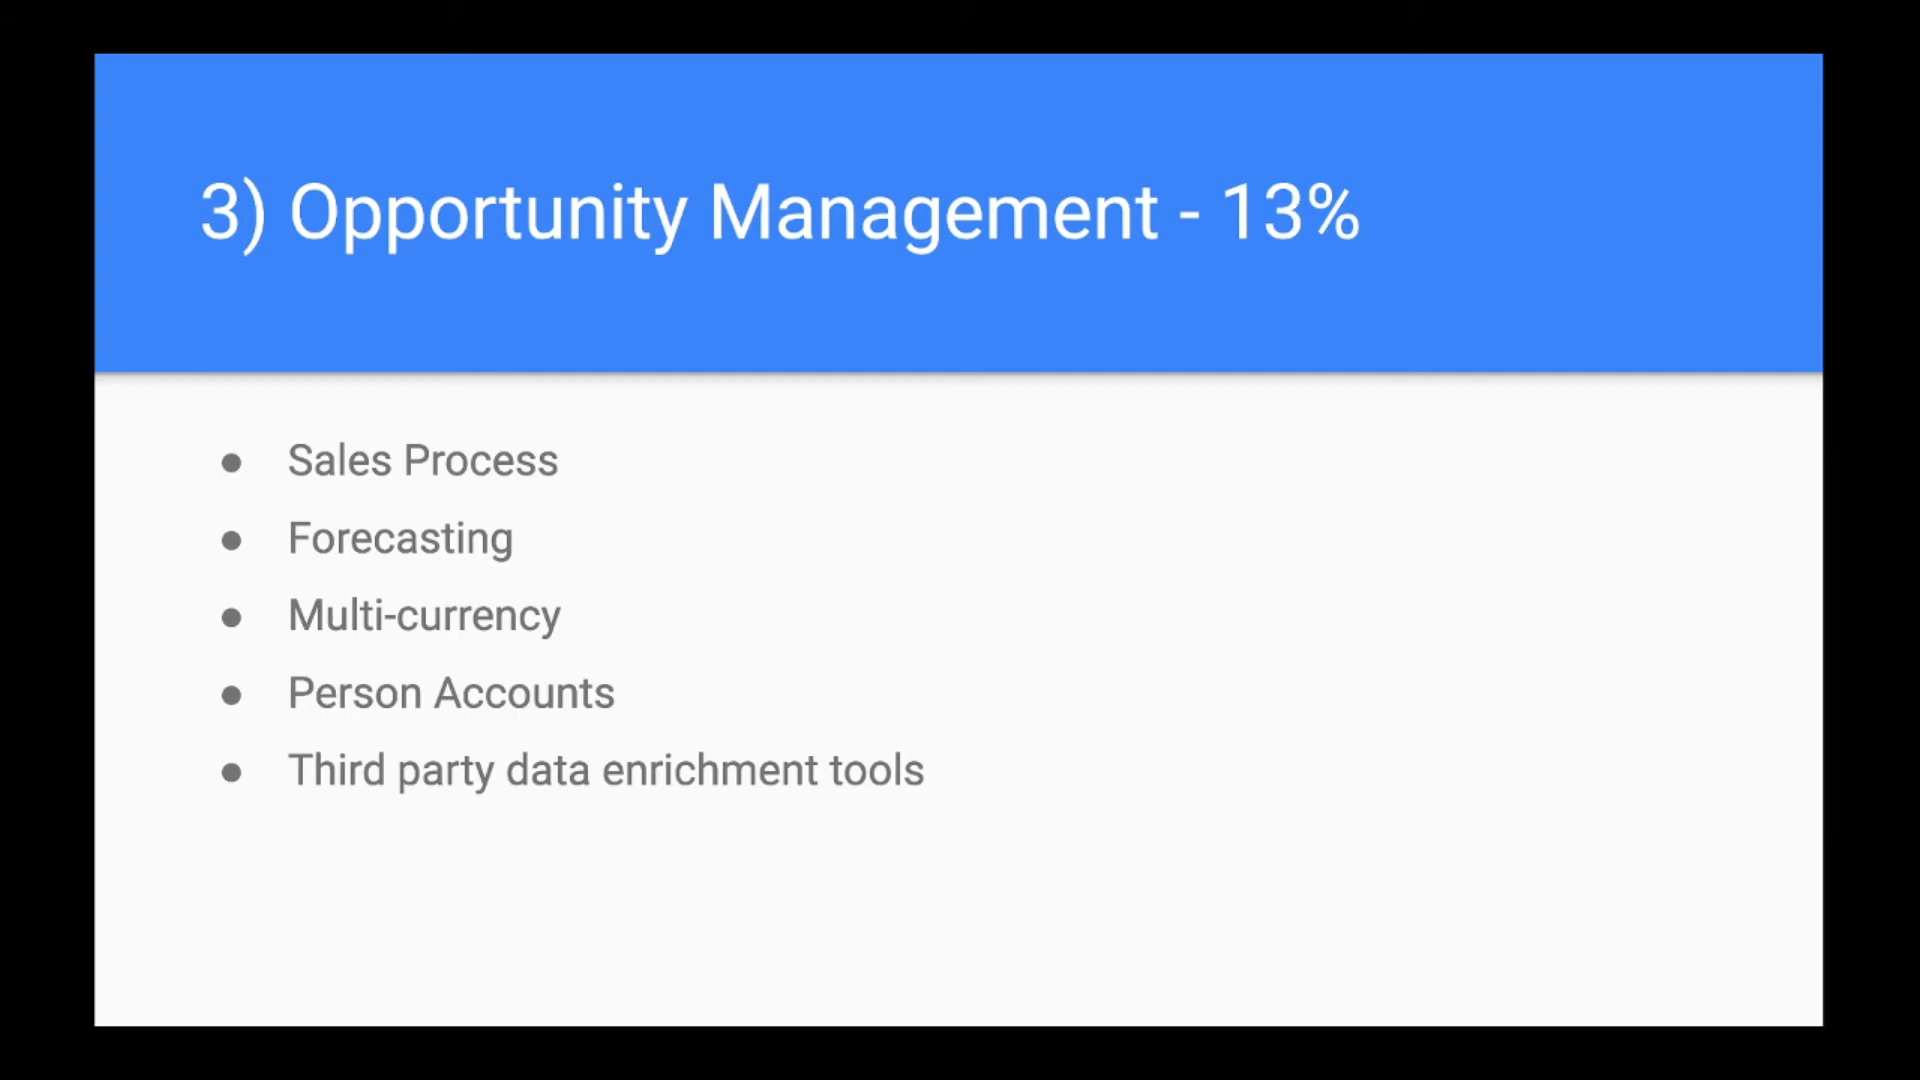 3) Opportunity Management - 13%
● Sales Process
● Forecasting
● Multi-currency
● Person Accounts
● Third party data enrichment tools